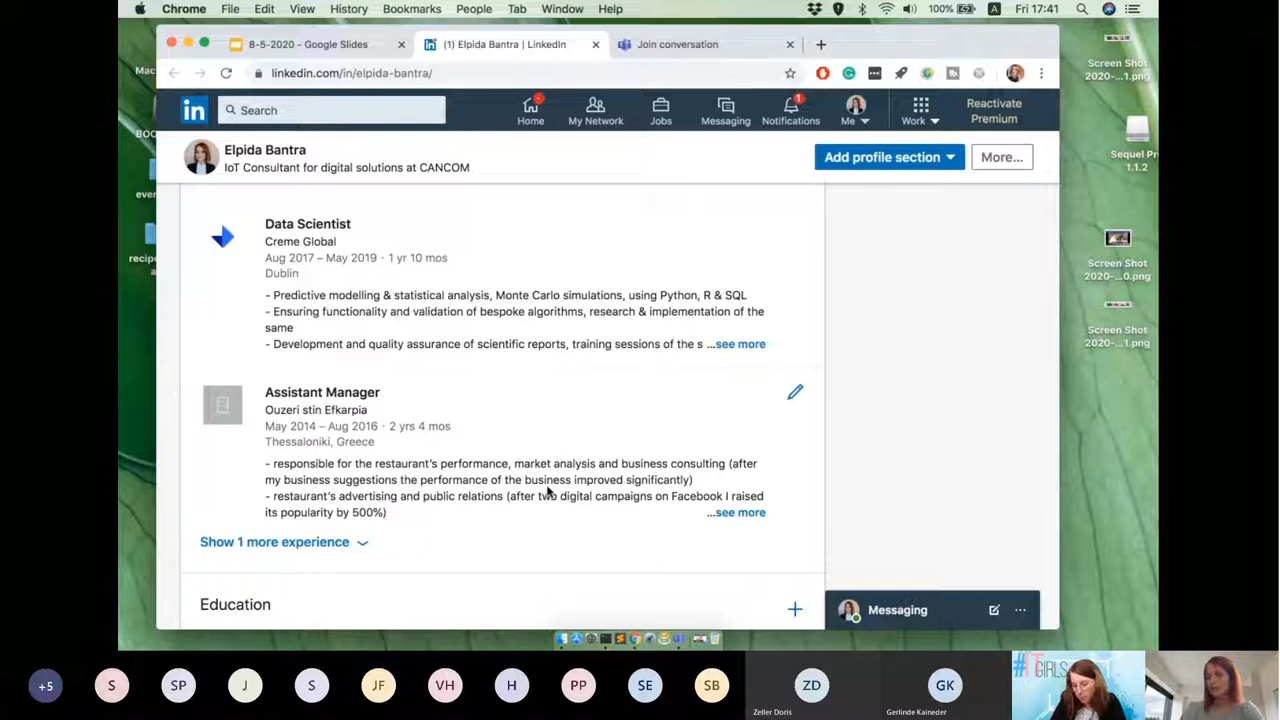 Chrome File Edit View History Bookmarks People Tab Window Help 100% A Fri 17:41
8-5-2020 - Google Slides
(1) Elpida Bantra | LinkedIn
Join conversation
linkedin.com/in/elpida-bantra/
in
Search
Home
My Network
Jobs
Messaging
1
Notifications
Me
Work
Reactivate
Premium
Elpida Bantra
IoT Consultant for digital solutions at CANCOM
Add profile section
More...
Data Scientist
Creme Global
Aug 2017 – May 2019 · 1 yr 10 mos
Dublin
- Predictive modelling & statistical analysis, Monte Carlo simulations, using Python, R & SQL
- Ensuring functionality and validation of bespoke algorithms, research & implementation of the
same
- Development and quality assurance of scientific reports, training sessions of the s ...see more
Assistant Manager
Ouzeri stin Efkarpia
May 2014 – Aug 2016 · 2 yrs 4 mos
Thessaloniki, Greece
- responsible for the restaurant's performance, market analysis and business consulting (after
my business suggestions the performance of the business improved significantly)
- restaurant's advertising and public relations (after two digital campaigns on Facebook I raised
its popularity by 500%) ...see more
Show 1 more experience
Education
Messaging
Mac
BOO
even
recipe
a
Screen Shot
2020-...1.png
Sequel Pr
1.1.2
Screen Shot
2020-...0.png
Screen Shot
2020-...1.png
+5 S SP J S JF VH H PP SE SB ZD GK
Zeller Doris
Gerlinde Kaineder